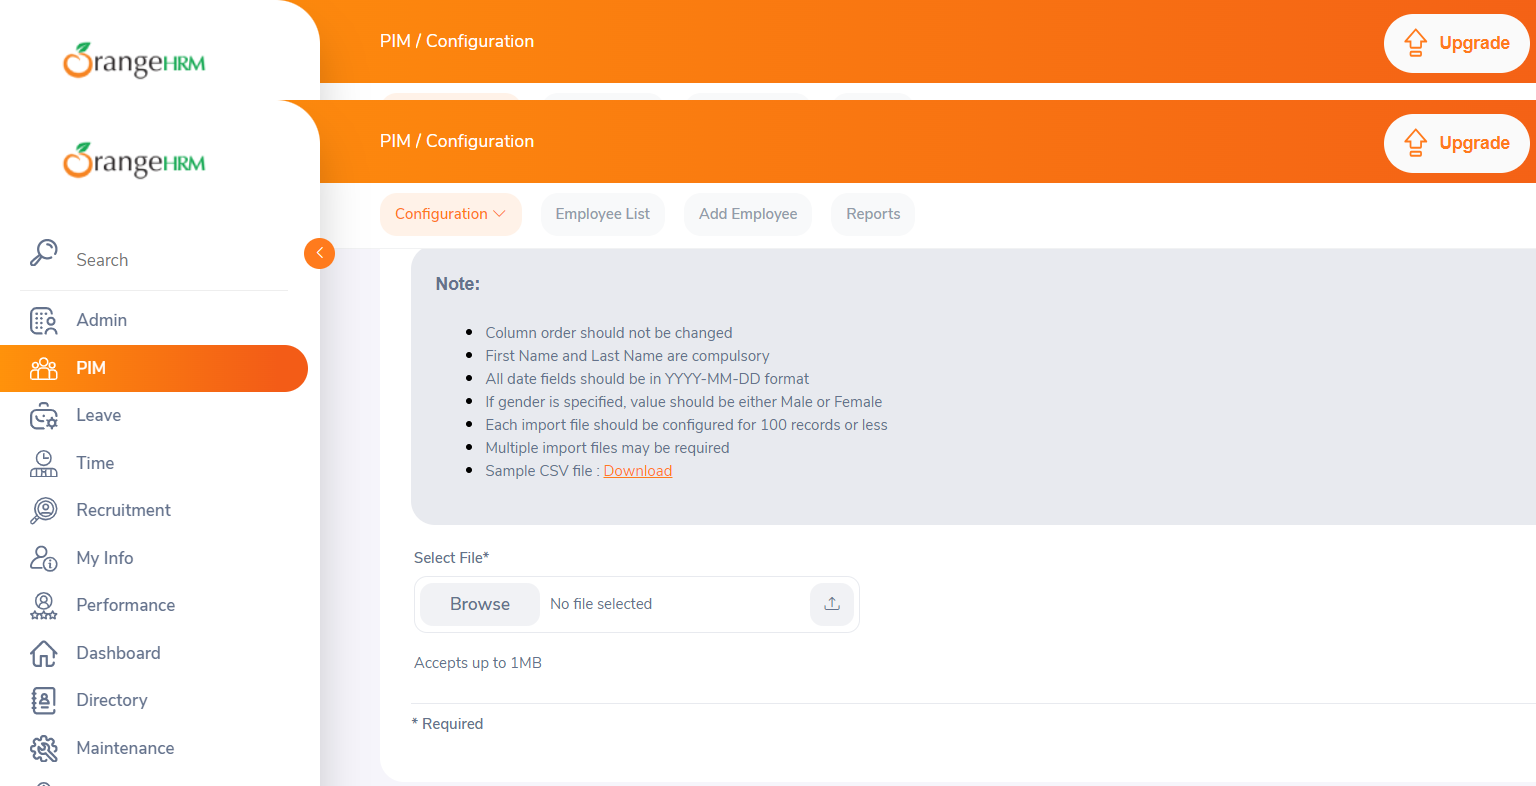 OrangeHRM
PIM / Configuration
Upgrade
OrangeHRM
PIM / Configuration
Upgrade
Configuration
Employee List
Add Employee
Reports
Search
Admin
PIM
Leave
Time
Recruitment
My Info
Performance
Dashboard
Directory
Maintenance
Note:
Column order should not be changed
First Name and Last Name are compulsory
All date fields should be in YYYY-MM-DD format
If gender is specified, value should be either Male or Female
Each import file should be configured for 100 records or less
Multiple import files may be required
Sample CSV file : Download
Select File*
Browse
No file selected
Accepts up to 1MB
* Required